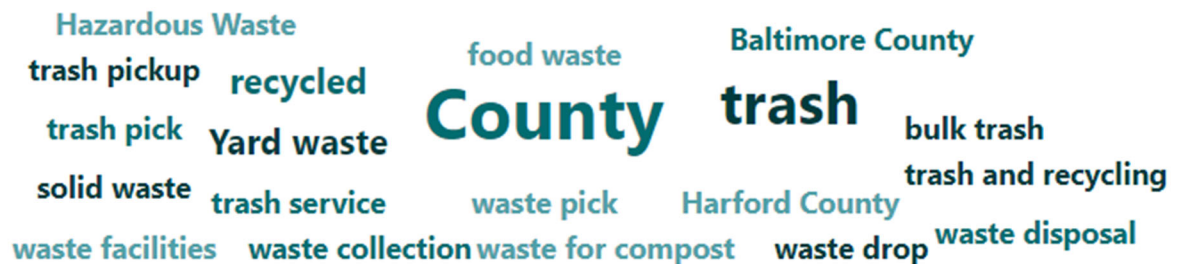 Hazardous Waste
trash pickup
recycled
trash pick
Yard waste
solid waste
trash service
waste facilities
waste collection
food waste
County
waste pick
waste for compost
Baltimore County
trash
bulk trash
trash and recycling
Harford County
waste disposal
waste drop